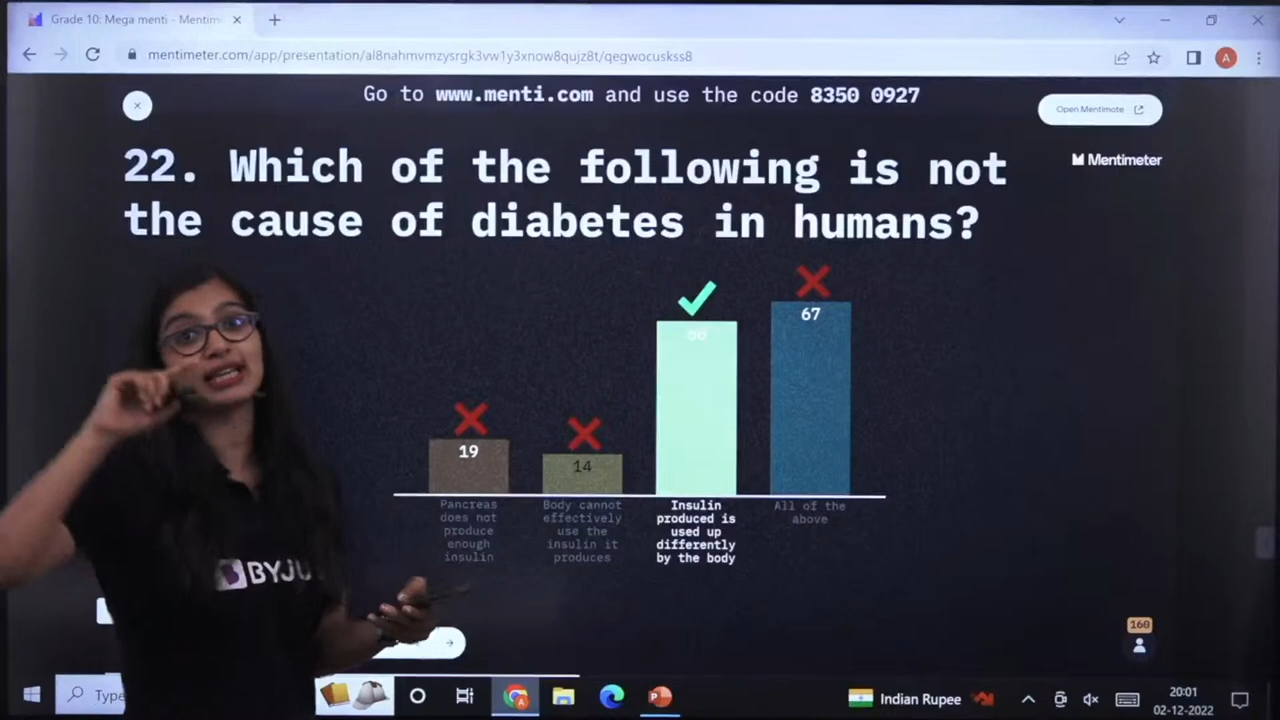 Grade 10: Mega menti - Mentim
mentimeter.com/app/presentation/al8nahmvmzysrgk3vw1y3xnow8qujz8t/qegwocuskss8
A
Go to www.menti.com and use the code 8350 0927
Open Mentimote
Mentimeter
22. Which of the following is not
the cause of diabetes in humans?
67
19
14
Pancreas
does not
produce
enough
insulin
Body cannot
effectively
use the
insulin it
produces
Insulin
produced is
used up
differently
by the body
All of the
above
BYJU
160
Type
Indian Rupee
20:01
02-12-2022